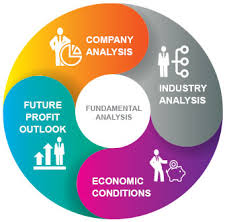 COMPANY
ANALYSIS
INDUSTRY
ANALYSIS
FUTURE
PROFIT
OUTLOOK
FUNDAMENTAL
ANALYSIS
ECONOMIC
CONDITIONS